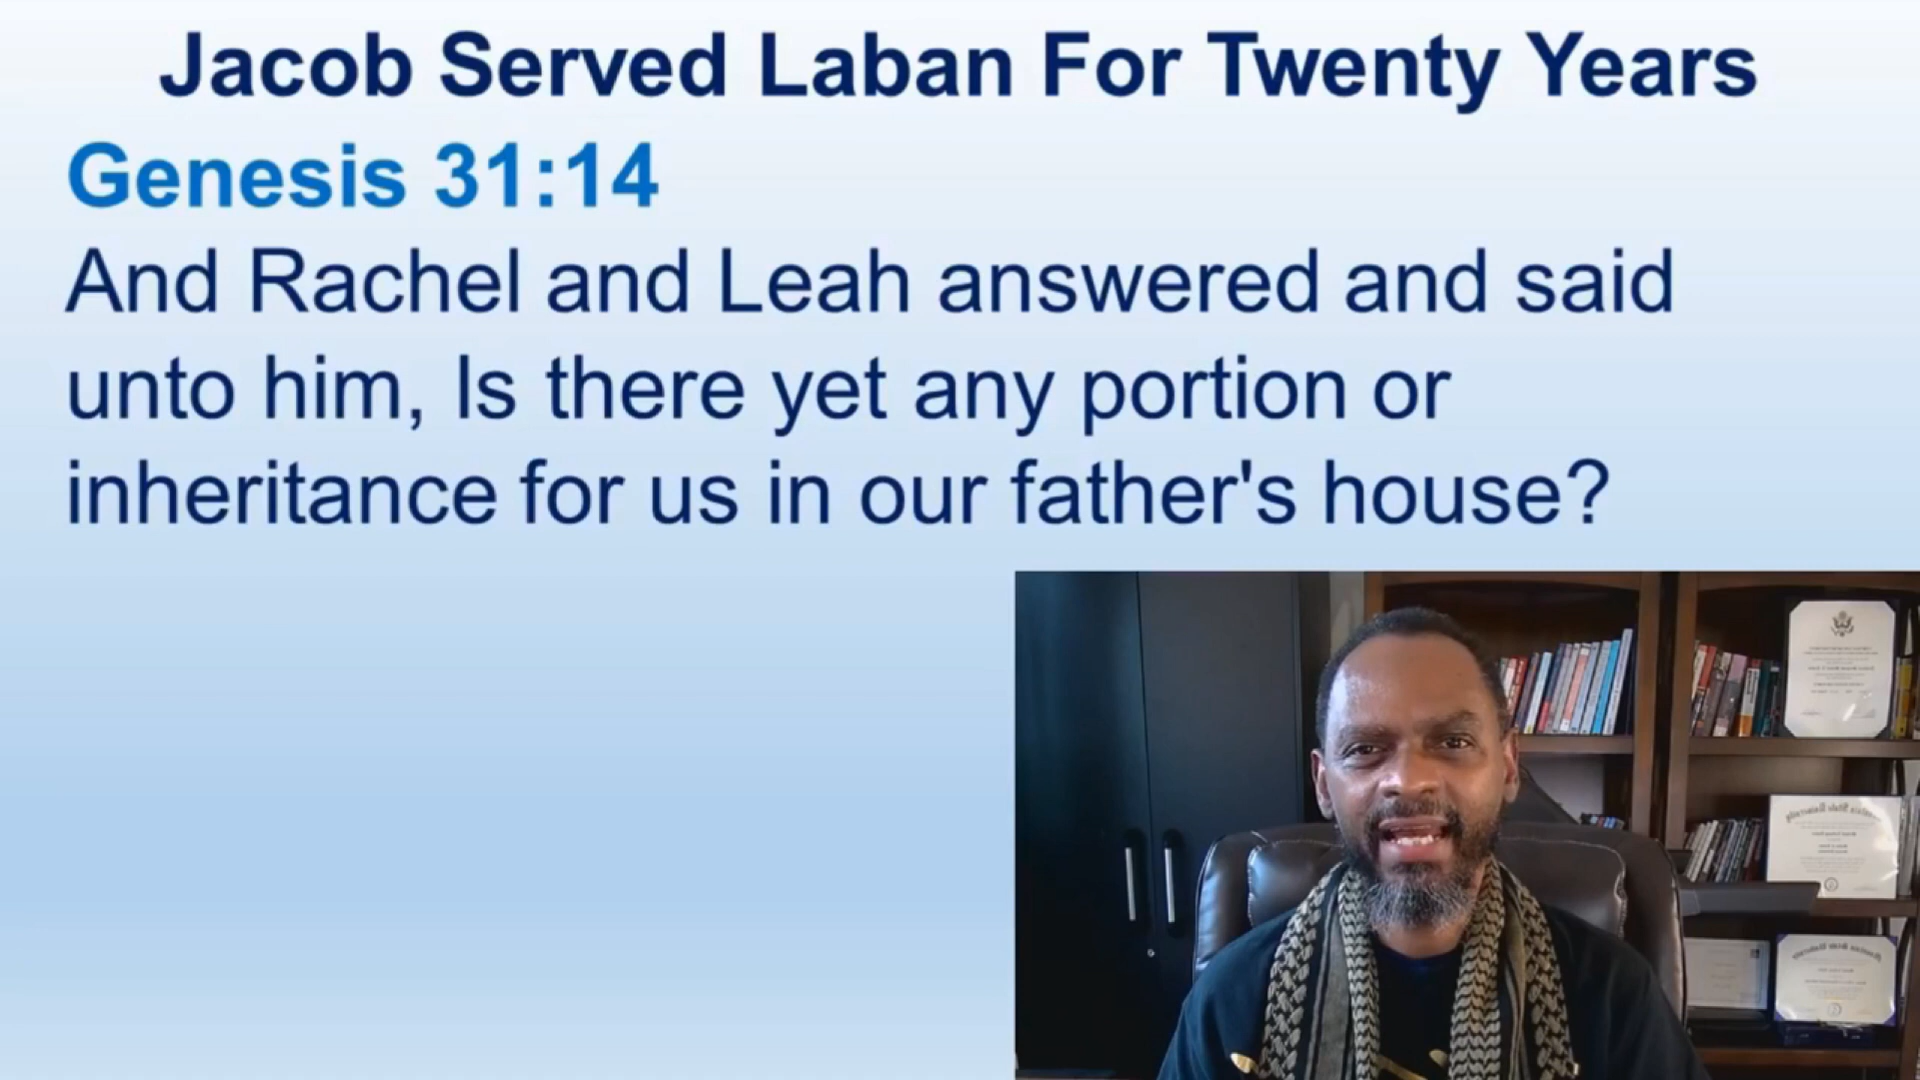 Jacob Served Laban For Twenty Years
Genesis 31:14
And Rachel and Leah answered and said
unto him, Is there yet any portion or
inheritance for us in our father's house?